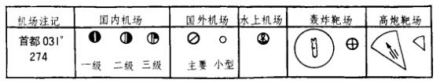 机场注记
国内机场
国外机场
水上机场
轰炸靶场
高炮靶场
首都 031°
274
一级 二级 三级
主要 小型